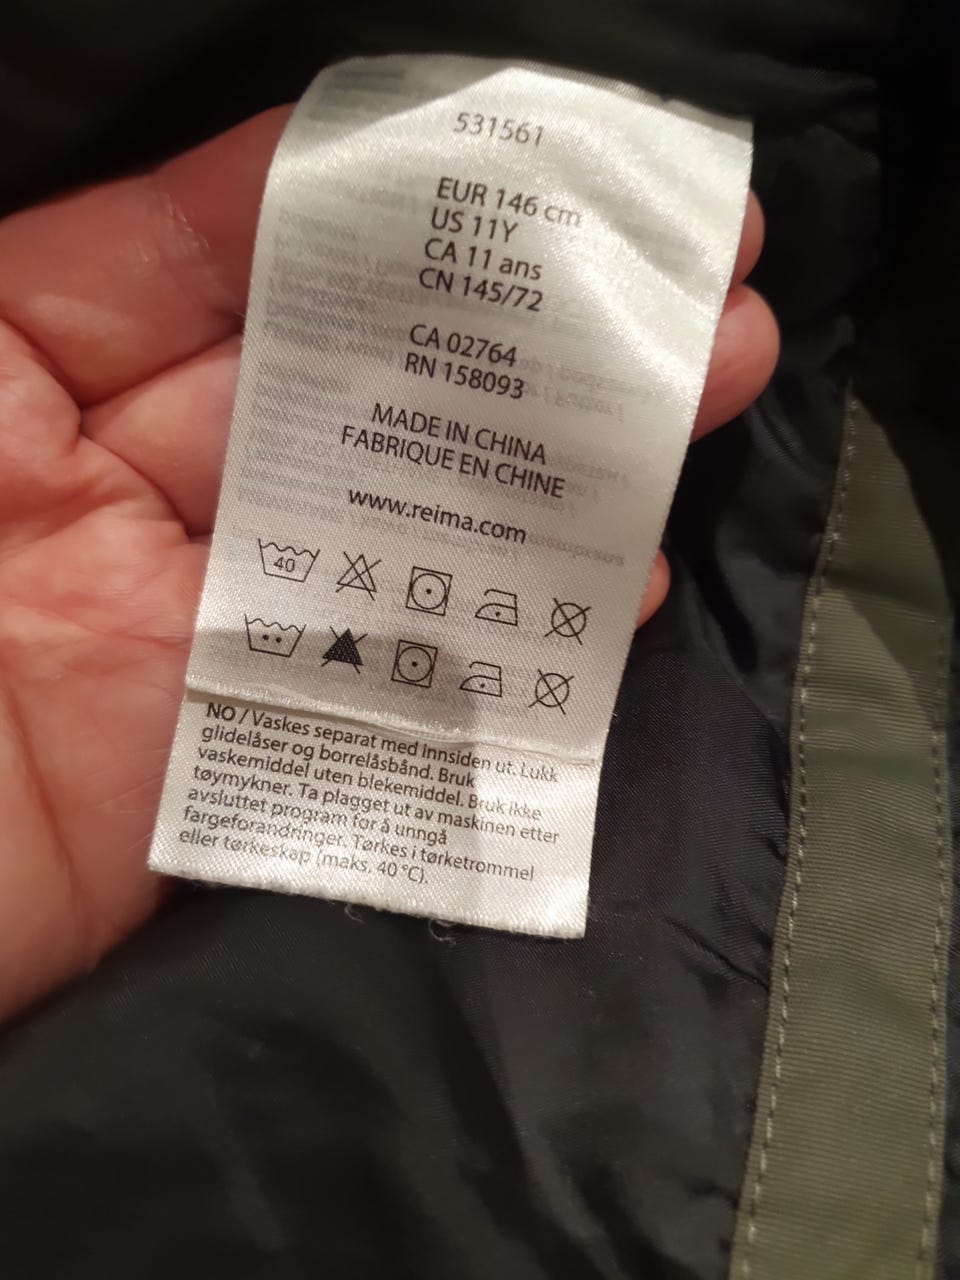 531561
EUR 146 cm
US 11Y
CA 11 ans
CN 145/72
CA 02764
RN 158093
MADE IN CHINA
FABRIQUE EN CHINE
www.reima.com
40
NO / Vaskes separat med innsiden ut. Lukk
glidelåser og borrelåsbånd. Bruk
vaskemiddel uten blekemiddel. Bruk ikke
tøymykner. Ta plagget ut av maskinen etter
avsluttet program for å unngå
fargeforandringer. Tørkes i tørketrommel
eller tørkeskap (maks. 40 °C).